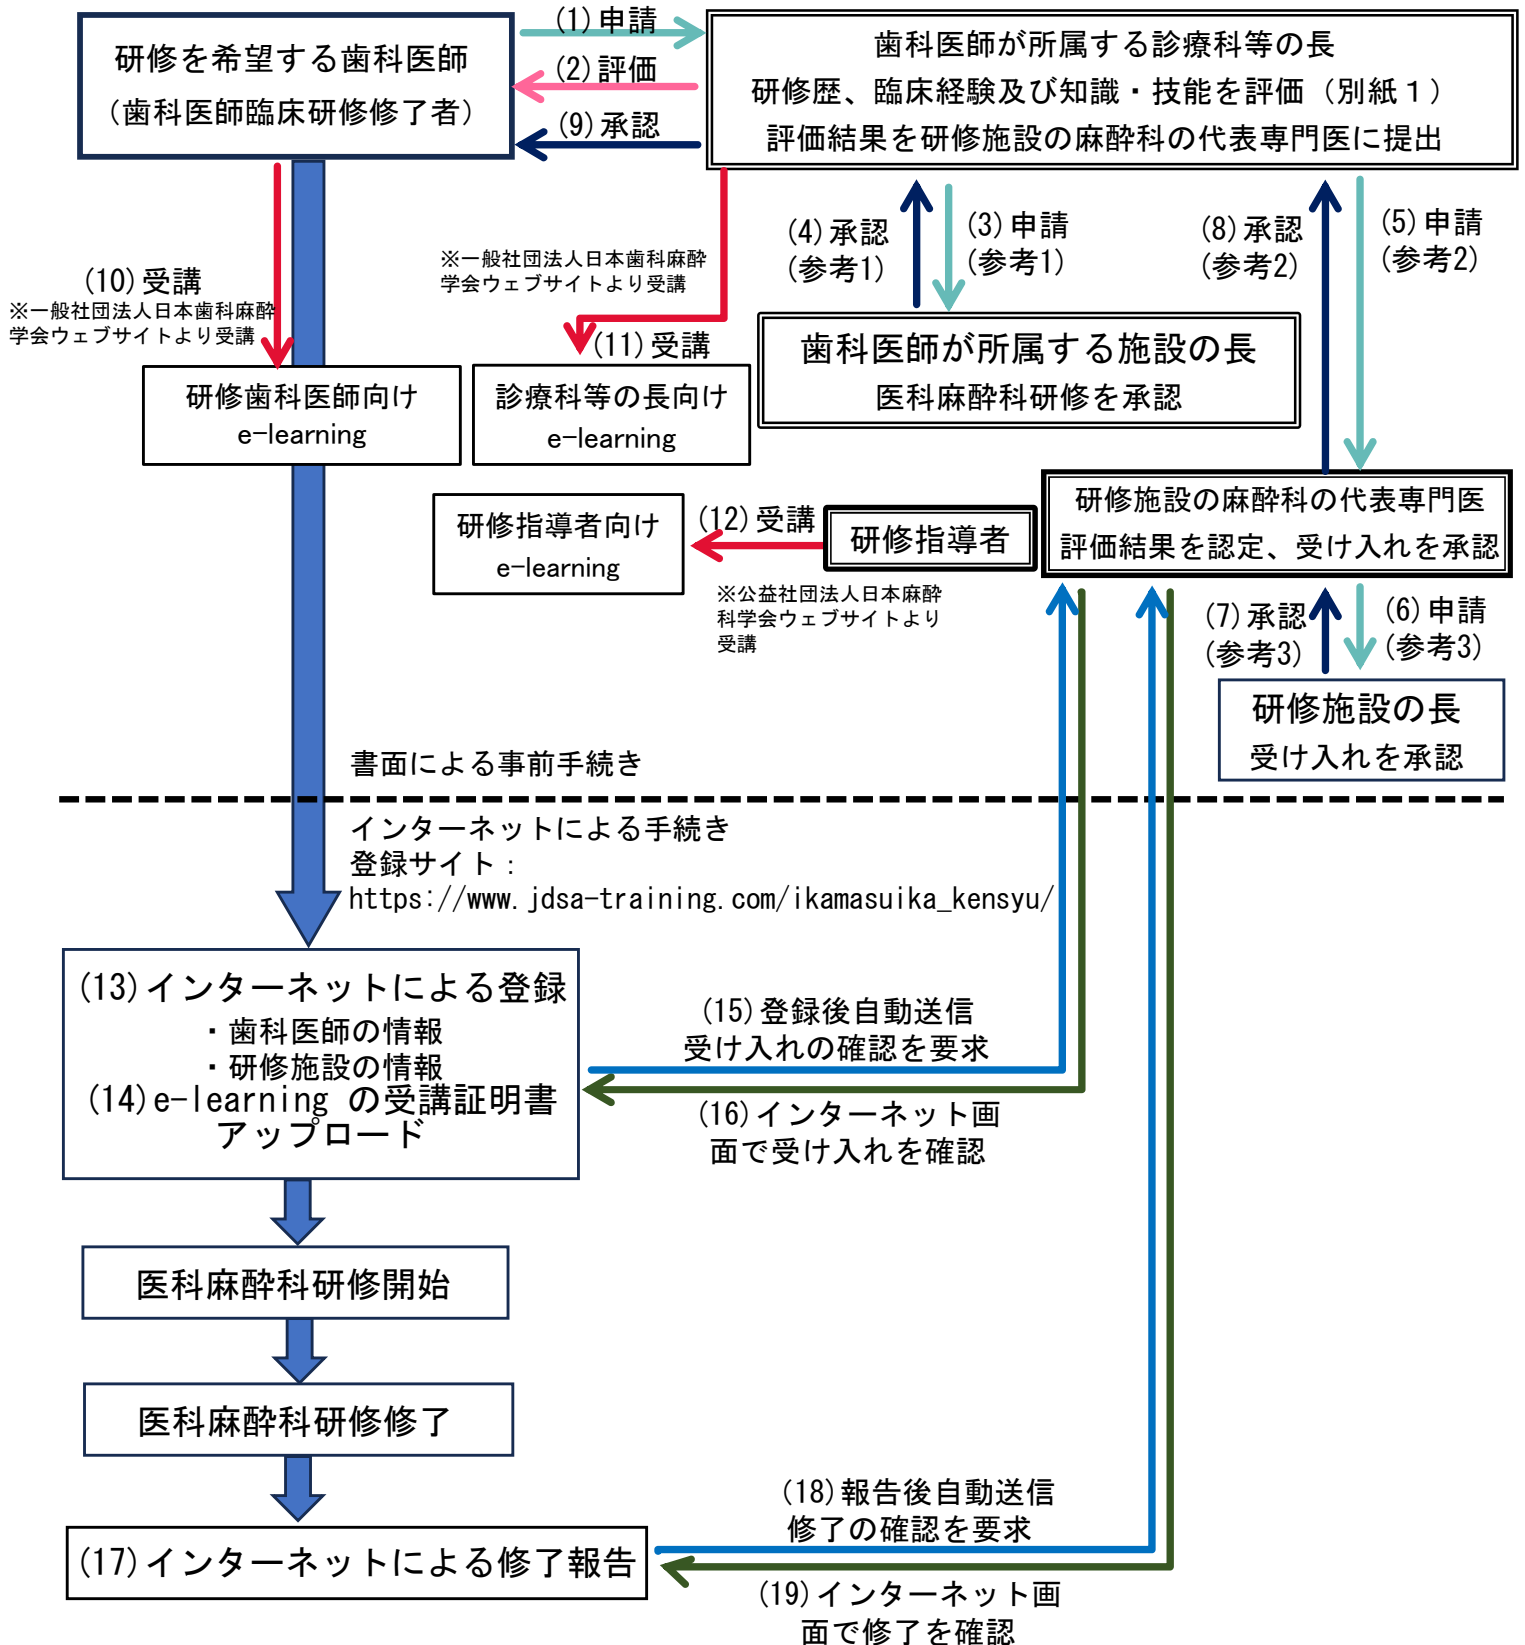 (1)申請
(2)評価
(9)承認
研修を希望する歯科医師
(歯科医師臨床研修修了者)
歯科医師が所属する診療科等の長
研修歴、臨床経験及び知識・技能を評価（別紙１）
評価結果を研修施設の麻酔科の代表専門医に提出
(4)承認
(参考1)
(3)申請
(参考1)
(8)承認
(参考2)
(5)申請
(参考2)
(10)受講
※一般社団法人日本歯科麻酔
学会ウェブサイトより受講
※一般社団法人日本歯科麻酔
学会ウェブサイトより受講
(11)受講
歯科医師が所属する施設の長
医科麻酔科研修を承認
研修歯科医師向け
e-learning
診療科等の長向け
e-learning
研修指導者向け
e-learning
(12)受講
研修指導者
※公益社団法人日本麻酔
科学会ウェブサイトより
受講
研修施設の麻酔科の代表専門医
評価結果を認定、受け入れを承認
(7)承認
(参考3)
(6)申請
(参考3)
研修施設の長
受け入れを承認
書面による事前手続き
インターネットによる手続き
登録サイト：
https://www.jdsa-training.com/ikamasuika_kensyu/
(13)インターネットによる登録
・歯科医師の情報
・研修施設の情報
(14)e-learning の受講証明書
アップロード
(15)登録後自動送信
受け入れの確認を要求
(16)インターネット画
面で受け入れを確認
医科麻酔科研修開始
医科麻酔科研修修了
(17)インターネットによる修了報告
(18)報告後自動送信
修了の確認を要求
(19)インターネット画
面で修了を確認